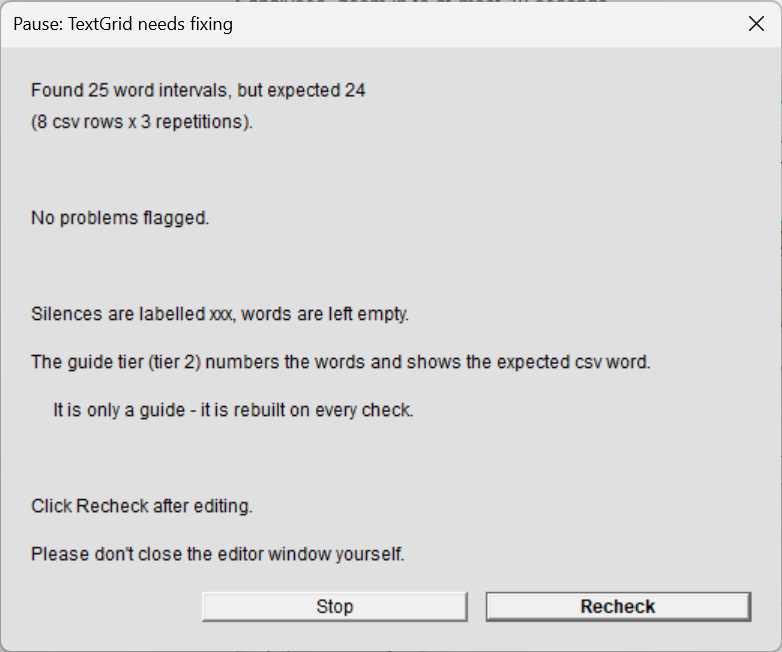 Pause: TextGrid needs fixing
Found 25 word intervals, but expected 24
(8 csv rows x 3 repetitions).
No problems flagged.
Silences are labelled xxx, words are left empty.
The guide tier (tier 2) numbers the words and shows the expected csv word.
It is only a guide - it is rebuilt on every check.
Click Recheck after editing.
Please don't close the editor window yourself.
Stop
Recheck